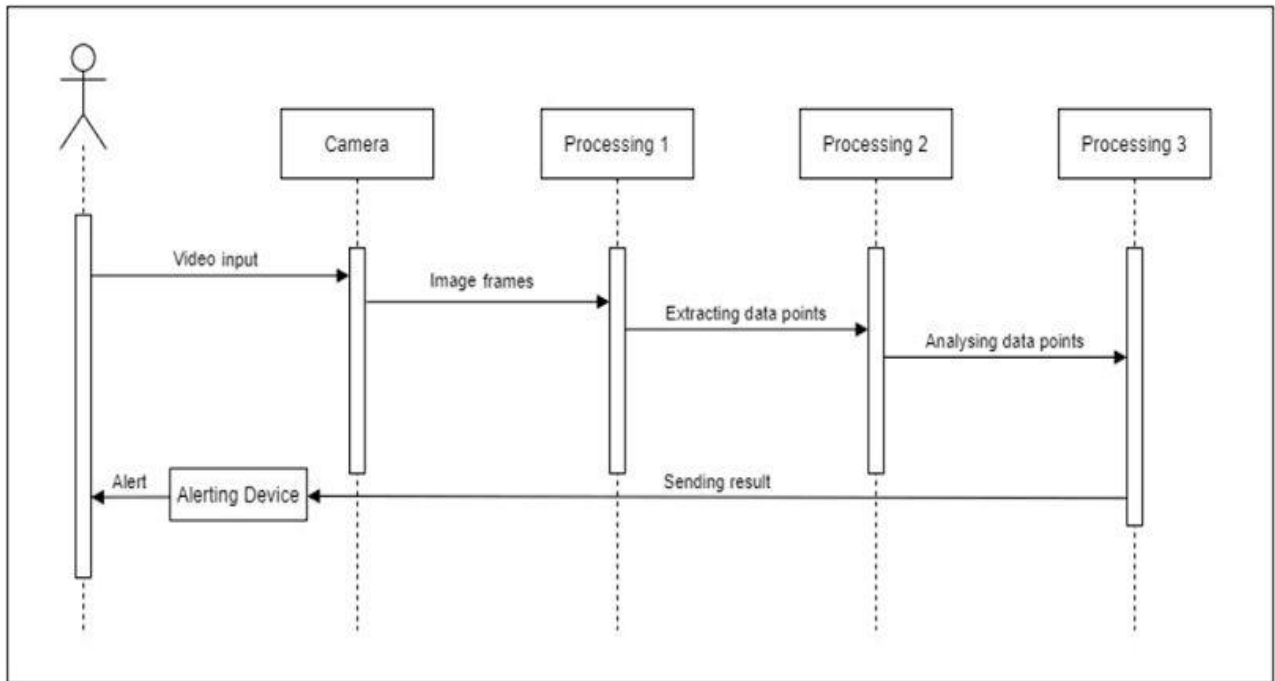 Camera
Processing 1
Processing 2
Processing 3
Video input
Image frames
Extracting data points
Analysing data points
Alert
Alerting Device
Sending result